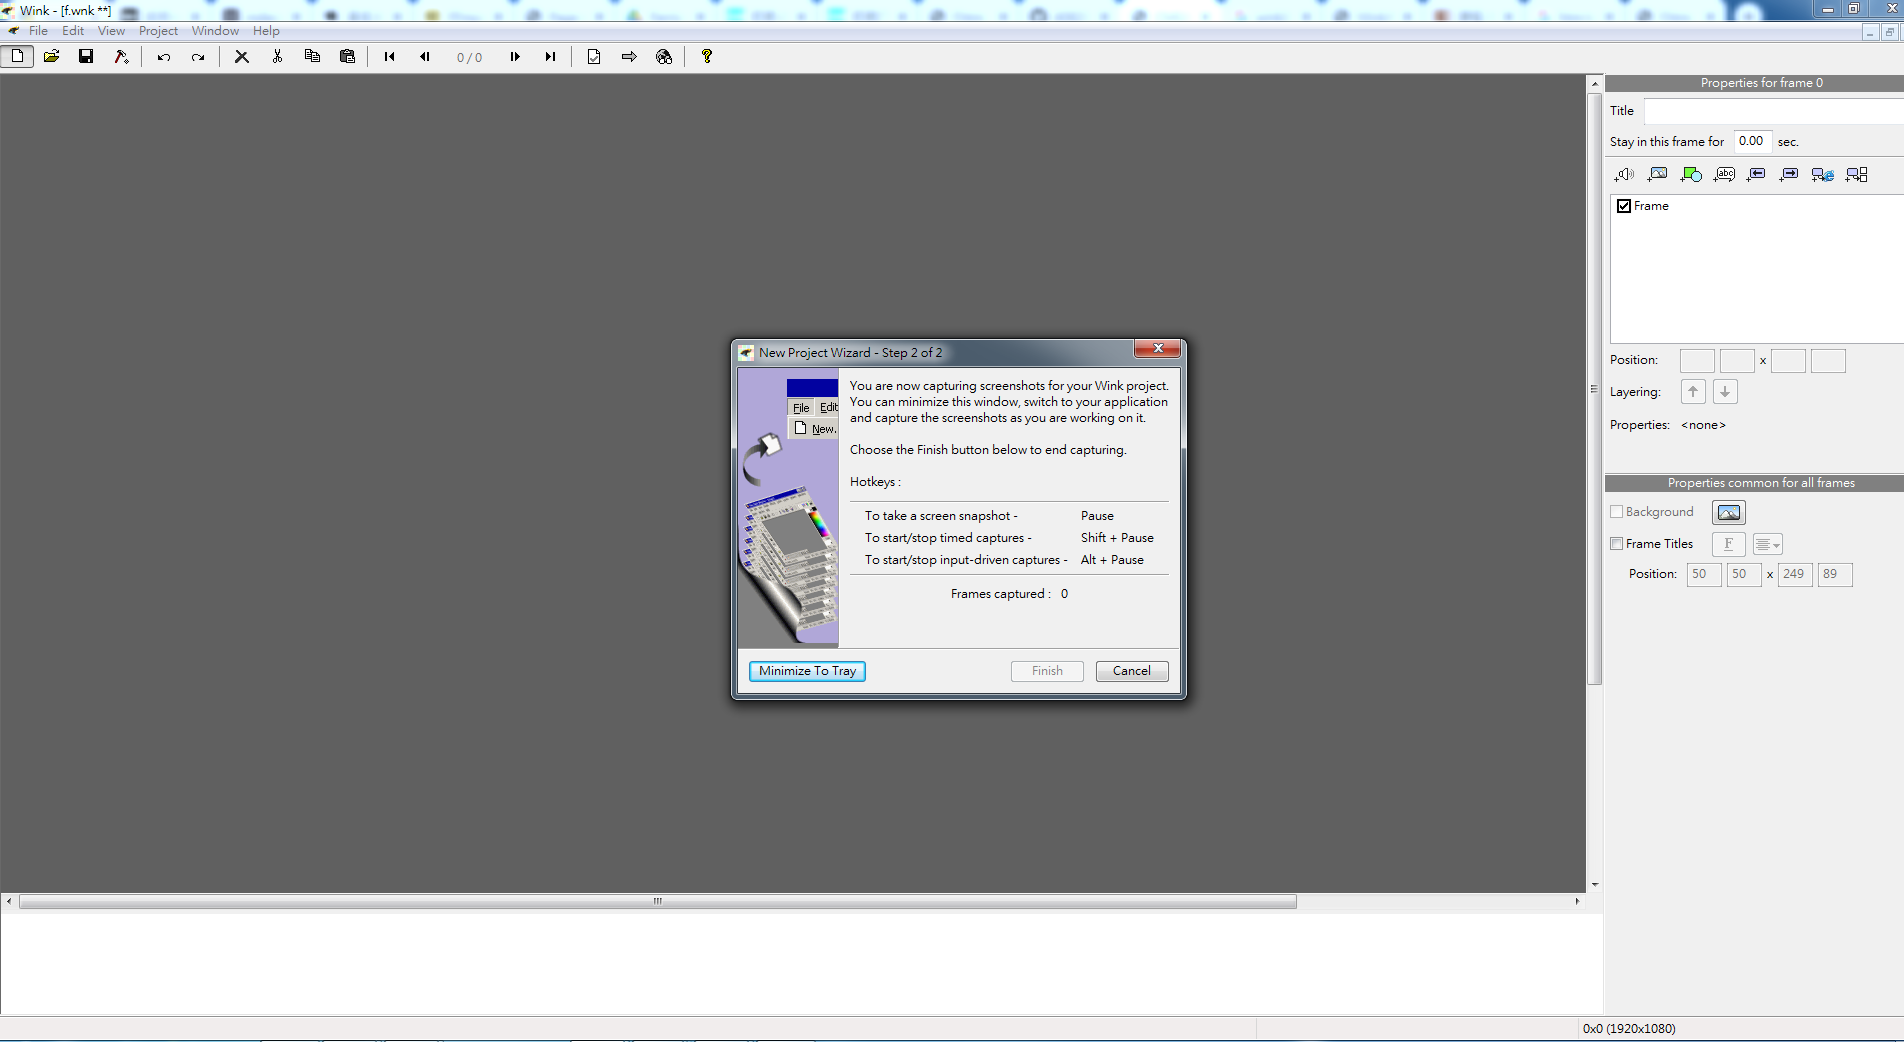 Wink - [f.wnk **]
File Edit View Project Window Help
0 / 0
Properties for frame 0
Title
Stay in this frame for 0.00 sec.
Frame
Position: x
Layering:
Properties: <none>
Properties common for all frames
Background
Frame Titles F
Position: 50 50 x 249 89
New Project Wizard - Step 2 of 2
File Edit
New.
You are now capturing screenshots for your Wink project.
You can minimize this window, switch to your application
and capture the screenshots as you are working on it.
Choose the Finish button below to end capturing.
Hotkeys :
To take a screen snapshot - Pause
To start/stop timed captures - Shift + Pause
To start/stop input-driven captures - Alt + Pause
Frames captured : 0
Minimize To Tray Finish Cancel
0x0 (1920x1080)